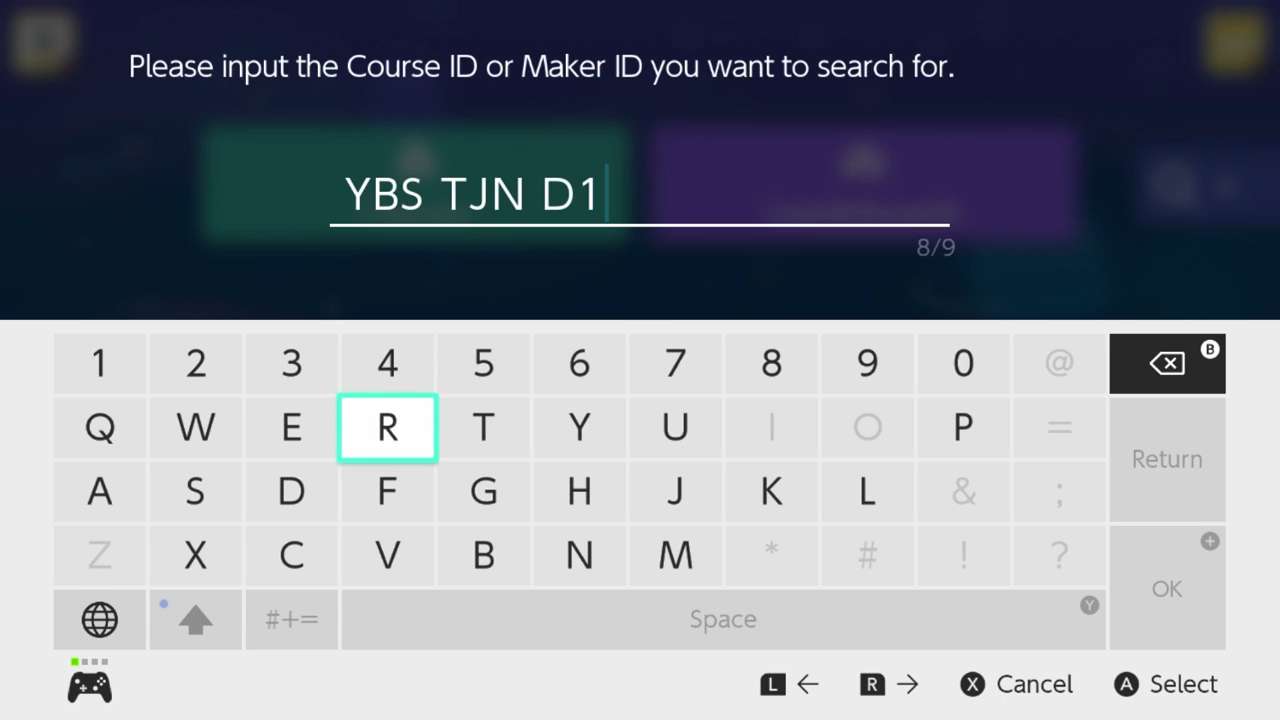 Please input the Course ID or Maker ID you want to search for.
YBS TJN D1
8/9
1 2 3 4 5 6 7 8 9 0 @ B
Q W E R T Y U I O P =
Return
A S D F G H J K L & ;
Z X C V B N M * # ! ? +
OK
#+= Space Y
L ← R → X Cancel A Select